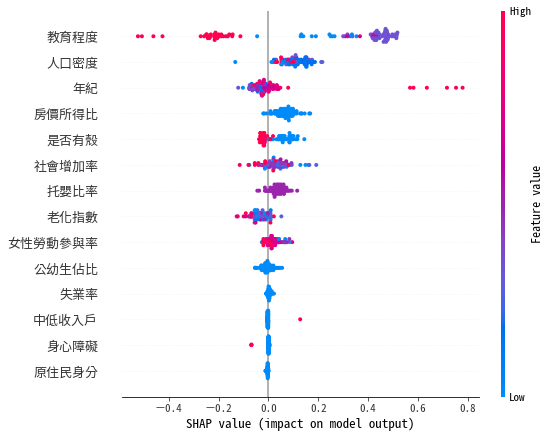 High
教育程度
人口密度
年紀
房價所得比
是否有殼
社會增加率
托嬰比率
老化指數
女性勞動參與率
公幼生佔比
失業率
中低收入戶
身心障礙
原住民身分
Feature value
Low
−0.4 −0.2 0.0 0.2 0.4 0.6 0.8
SHAP value (impact on model output)